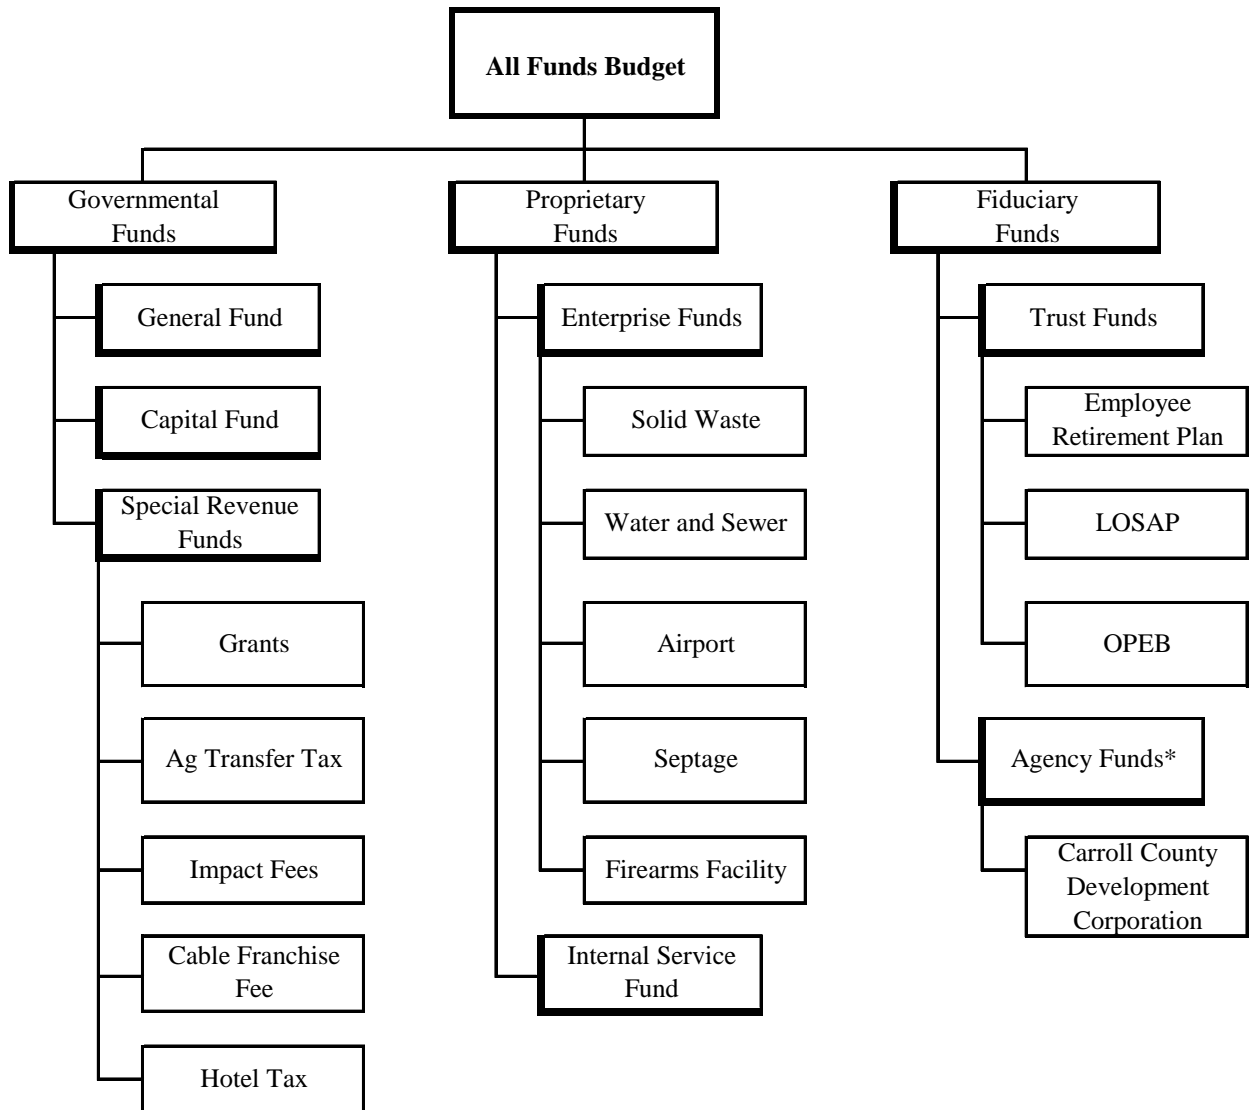 All Funds Budget
Governmental
Funds
General Fund
Capital Fund
Special Revenue
Funds
Grants
Ag Transfer Tax
Impact Fees
Cable Franchise
Fee
Hotel Tax
Proprietary
Funds
Enterprise Funds
Solid Waste
Water and Sewer
Airport
Septage
Firearms Facility
Internal Service
Fund
Fiduciary
Funds
Trust Funds
Employee
Retirement Plan
LOSAP
OPEB
Agency Funds*
Carroll County
Development
Corporation